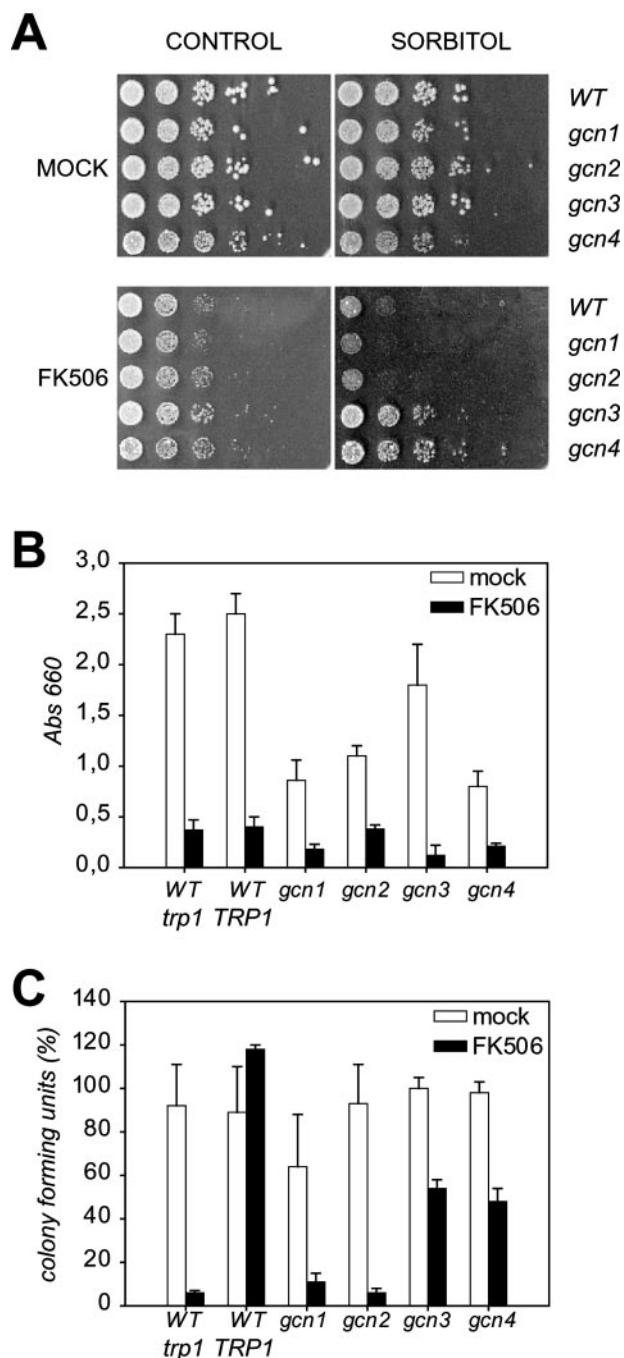 A
CONTROL SORBITOL
MOCK
WT
gcn1
gcn2
gcn3
gcn4
FK506
WT
gcn1
gcn2
gcn3
gcn4
B
Abs 660
3,0
2,5
2,0
1,5
1,0
0,5
0,0
mock
FK506
WT WT gcn1 gcn2 gcn3 gcn4
trp1 TRP1
C
colony forming units (%)
140
120
100
80
60
40
20
0
mock
FK506
WT WT gcn1 gcn2 gcn3 gcn4
trp1 TRP1